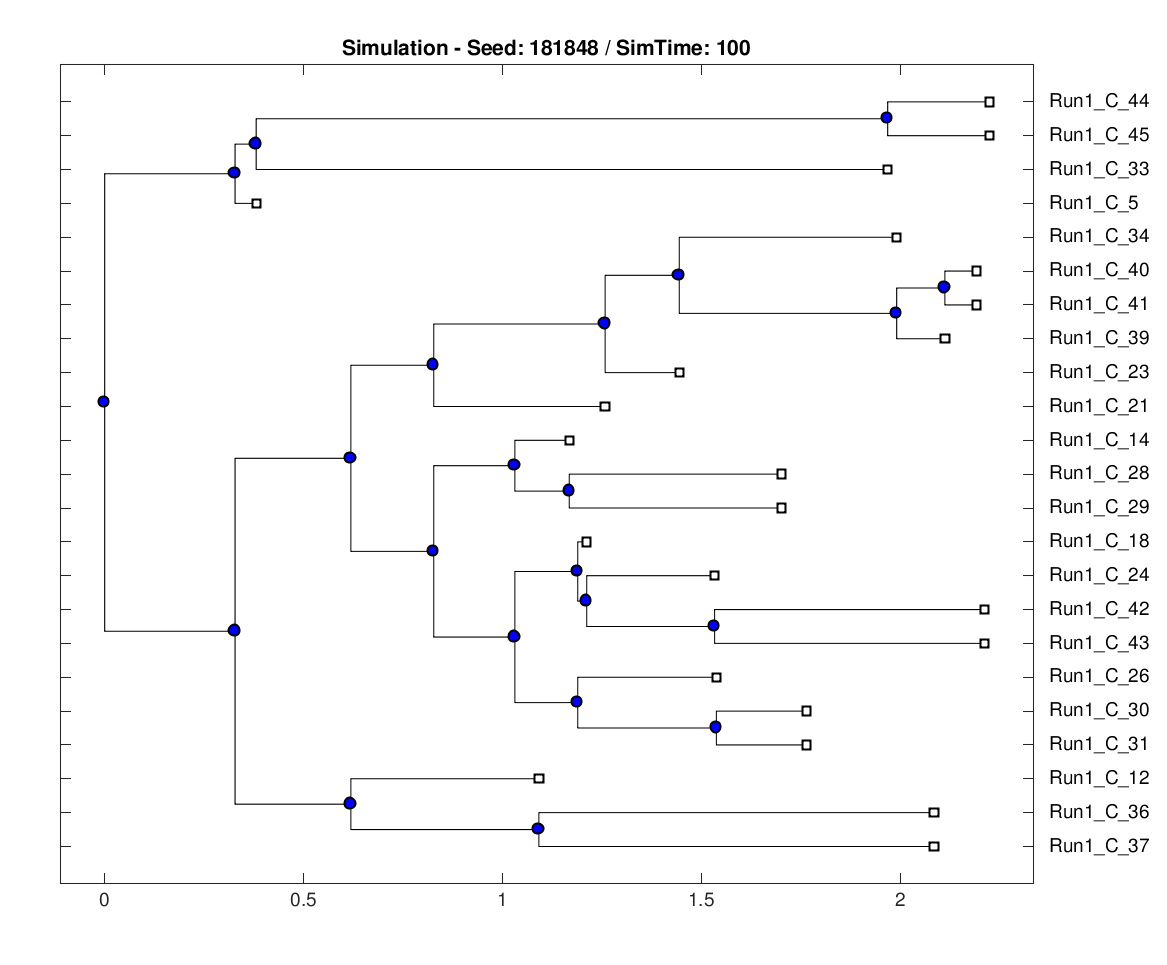 Simulation - Seed: 181848 / SimTime: 100
Run1_C_44
Run1_C_45
Run1_C_33
Run1_C_5
Run1_C_34
Run1_C_40
Run1_C_41
Run1_C_39
Run1_C_23
Run1_C_21
Run1_C_14
Run1_C_28
Run1_C_29
Run1_C_18
Run1_C_24
Run1_C_42
Run1_C_43
Run1_C_26
Run1_C_30
Run1_C_31
Run1_C_12
Run1_C_36
Run1_C_37
0 0.5 1 1.5 2